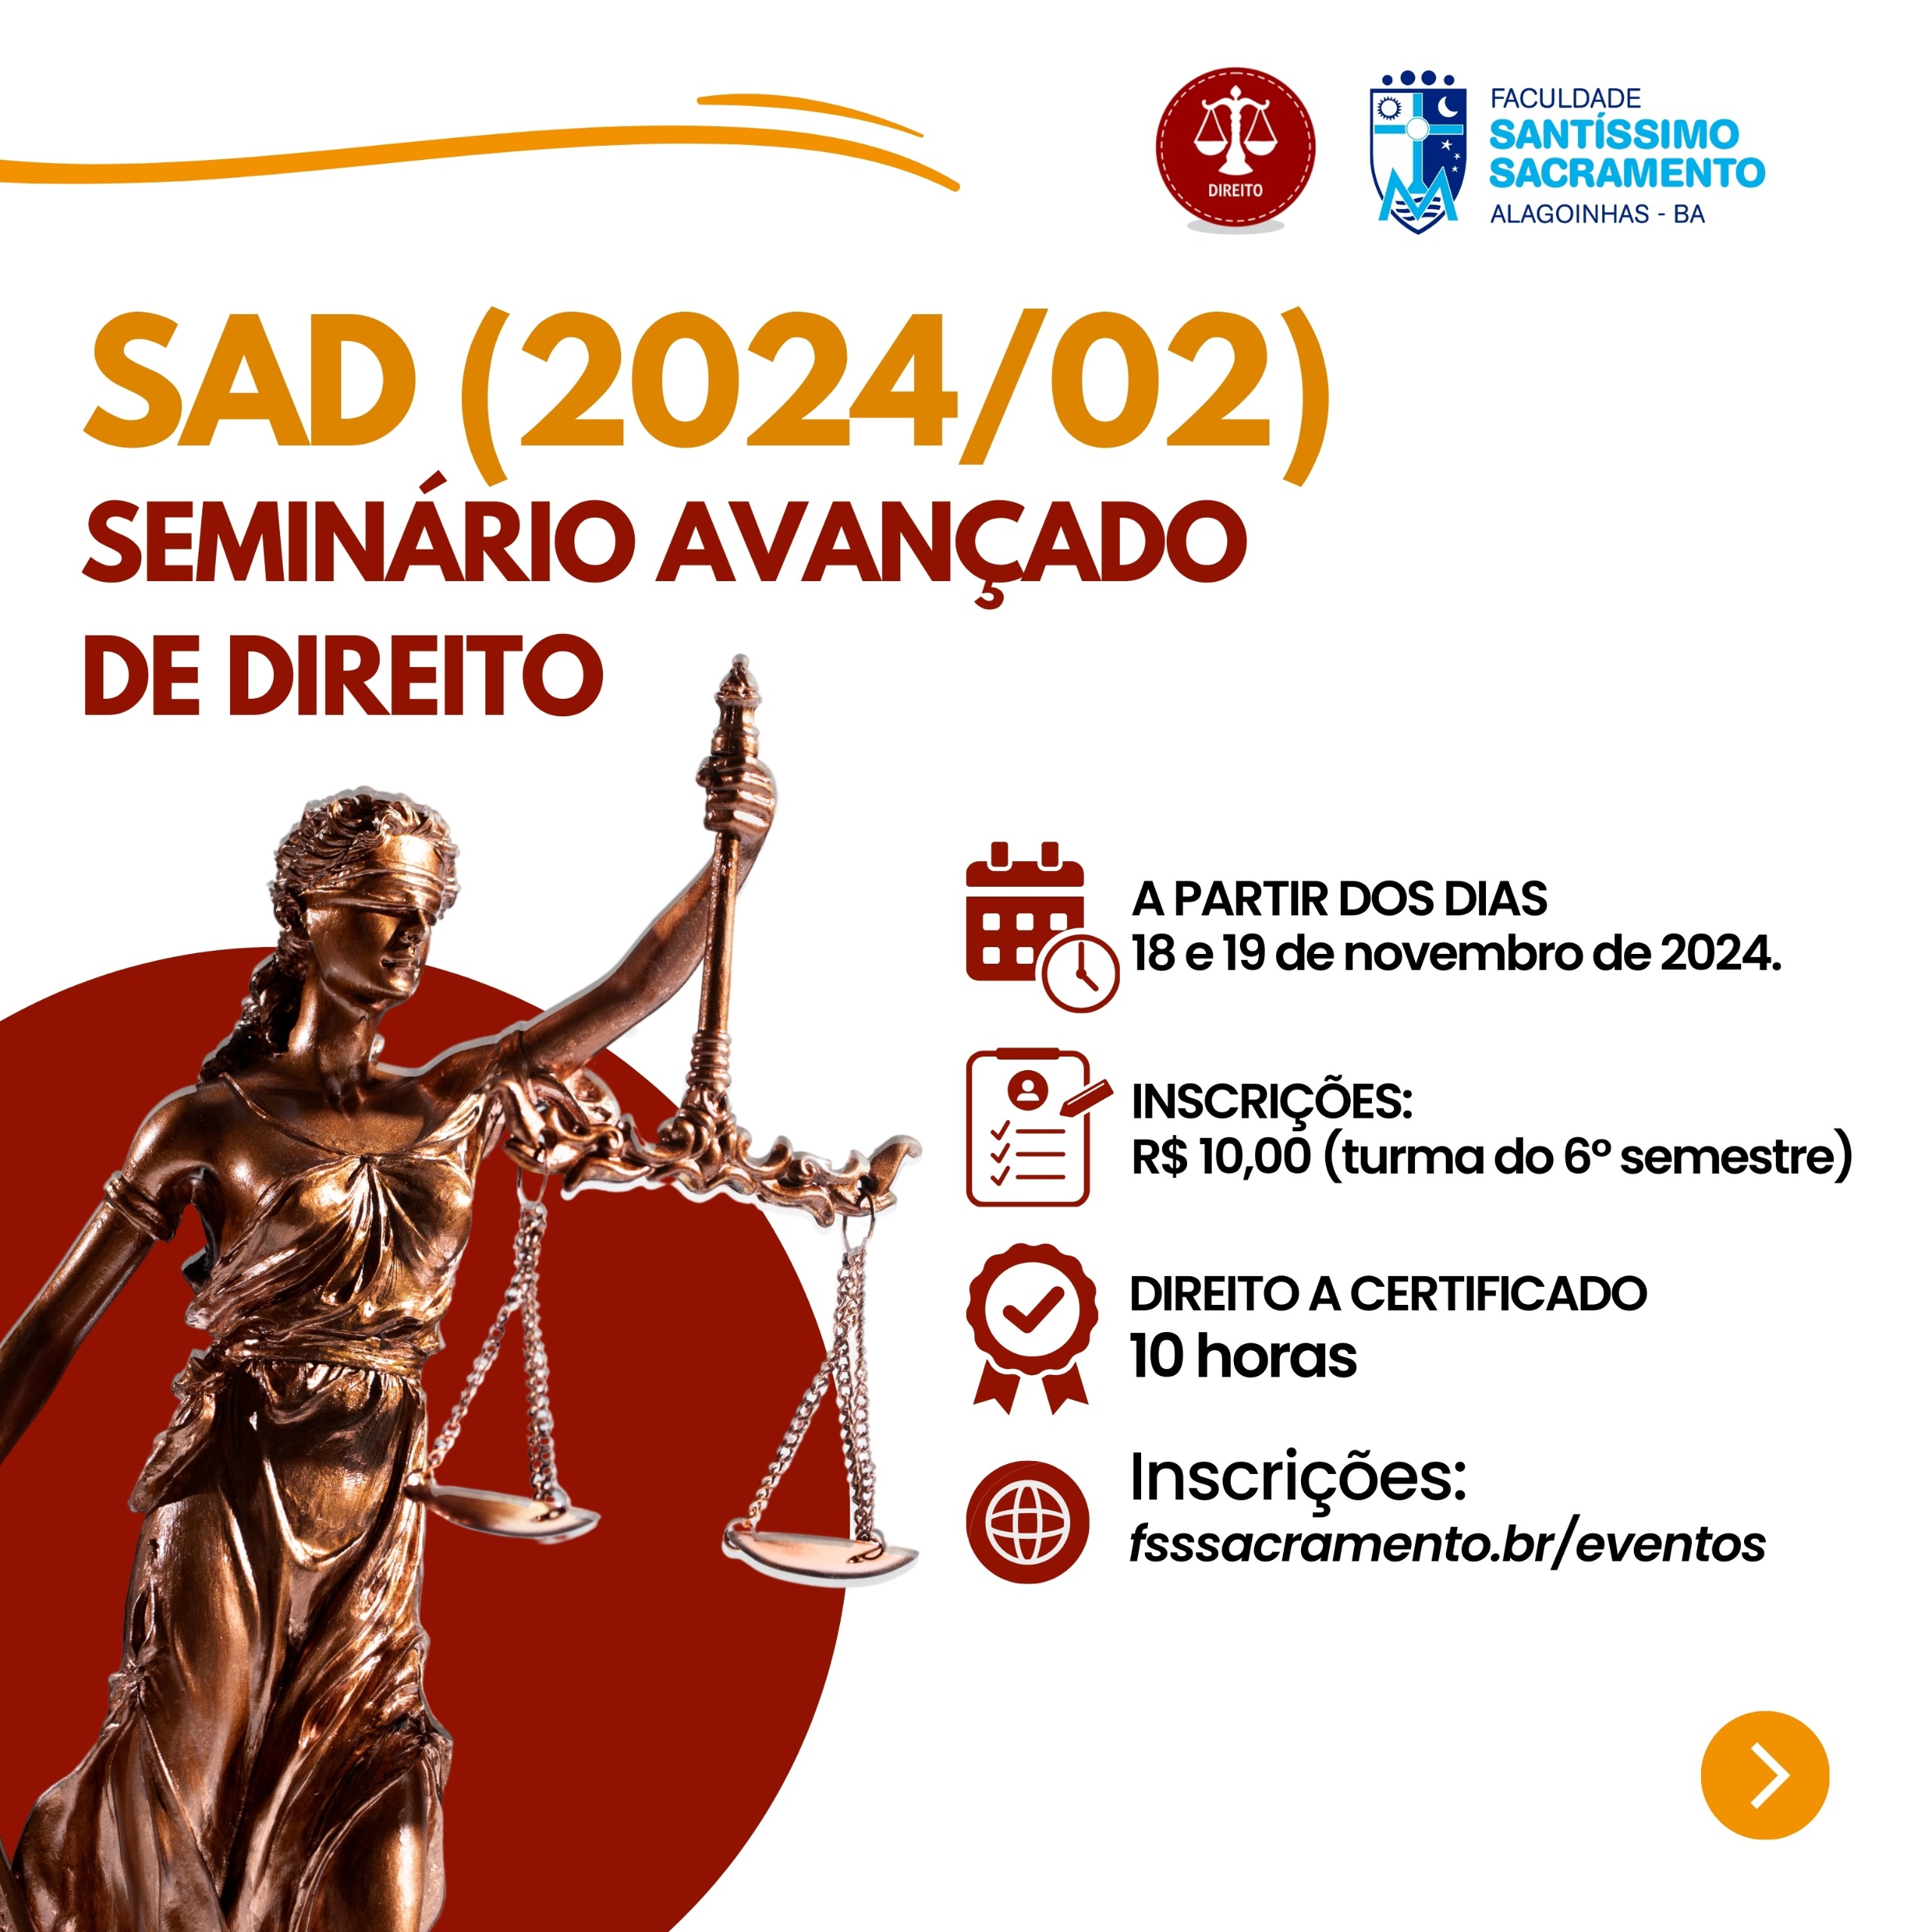 DIREITO
FACULDADE
SANTÍSSIMO
SACRAMENTO
ALAGOINHAS - BA
SAD (2024/02)
SEMINÁRIO AVANÇADO
DE DIREITO
A PARTIR DOS DIAS
18 e 19 de novembro de 2024.
INSCRIÇÕES:
R$ 10,00 (turma do 6º semestre)
DIREITO A CERTIFICADO
10 horas
Inscrições:
fsssacramento.br/eventos